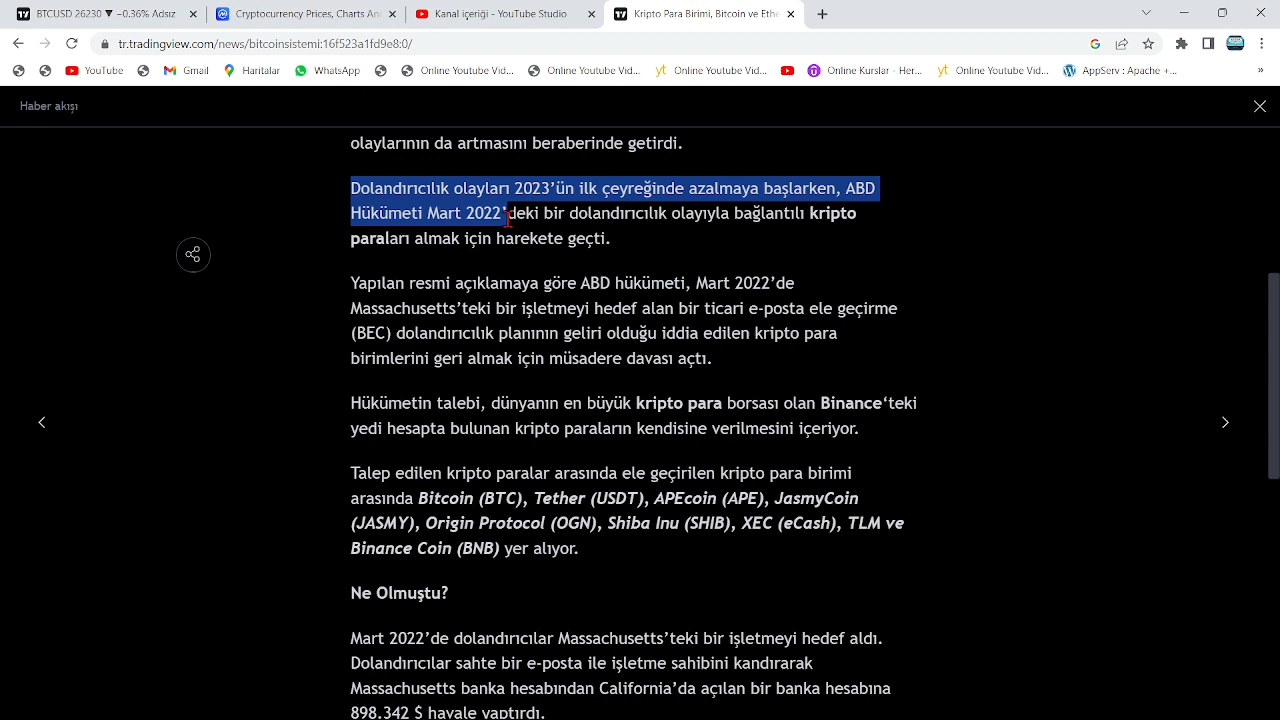 BTCUSD 26230 ▼ −0.36% Adsız
Cryptocurrency Prices, Charts An
Kanal içeriği - YouTube Studio
Kripto Para Birimi, Bitcoin ve Ethe
tr.tradingview.com/news/bitcoinsistemi:16f523a1fd9e8:0/
YouTube
Gmail
Haritalar
WhatsApp
Online Youtube Vid...
Online Youtube Vid...
Online Youtube Vid...
Online Kurslar - Her...
Online Youtube Vid...
AppServ : Apache +...
»
Haber akışı
olaylarının da artmasını beraberinde getirdi.
Dolandırıcılık olayları 2023’ün ilk çeyreğinde azalmaya başlarken, ABD
Hükümeti Mart 2022’deki bir dolandırıcılık olayıyla bağlantılı kripto
paraları almak için harekete geçti.
Yapılan resmi açıklamaya göre ABD hükümeti, Mart 2022’de
Massachusetts’teki bir işletmeyi hedef alan bir ticari e-posta ele geçirme
(BEC) dolandırıcılık planının geliri olduğu iddia edilen kripto para
birimlerini geri almak için müsadere davası açtı.
Hükümetin talebi, dünyanın en büyük kripto para borsası olan Binance‘teki
yedi hesapta bulunan kripto paraların kendisine verilmesini içeriyor.
Talep edilen kripto paralar arasında ele geçirilen kripto para birimi
arasında Bitcoin (BTC), Tether (USDT), APEcoin (APE), JasmyCoin
(JASMY), Origin Protocol (OGN), Shiba Inu (SHIB), XEC (eCash), TLM ve
Binance Coin (BNB) yer alıyor.
Ne Olmuştu?
Mart 2022’de dolandırıcılar Massachusetts’teki bir işletmeyi hedef aldı.
Dolandırıcılar sahte bir e-posta ile işletme sahibini kandırarak
Massachusetts banka hesabından California’da açılan bir banka hesabına
898.342 $ havale yaptırdı.